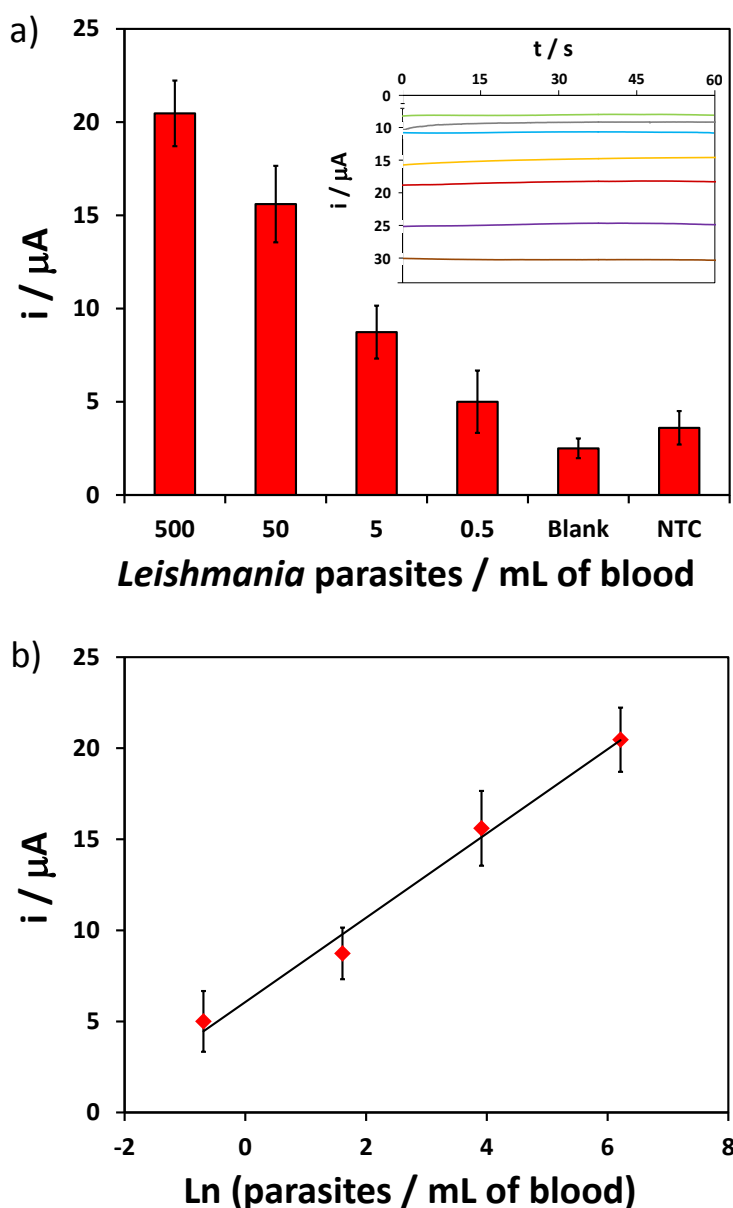 a)
25
20
15
10
5
0
i / µA
500 50 5 0.5 Blank NTC
Leishmania parasites / mL of blood
t / s
0 15 30 45 60
0
10
15
20
25
30
i / µA
b)
25
20
15
10
5
0
i / µA
-2 0 2 4 6 8
Ln (parasites / mL of blood)